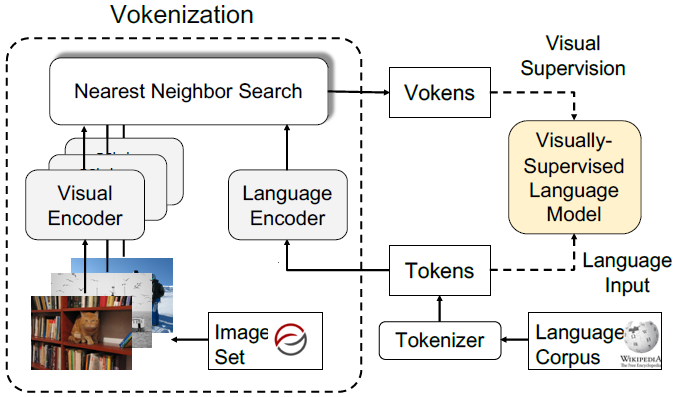 Vokenization
Nearest Neighbor Search
Vokens
Visual
Supervision
Visually-
Supervised
Language
Model
Visual
Encoder
Language
Encoder
Tokens
Language
Input
Image
Set
Tokenizer
Language
Corpus
WIKIPEDIA
The Free Encyclopedia